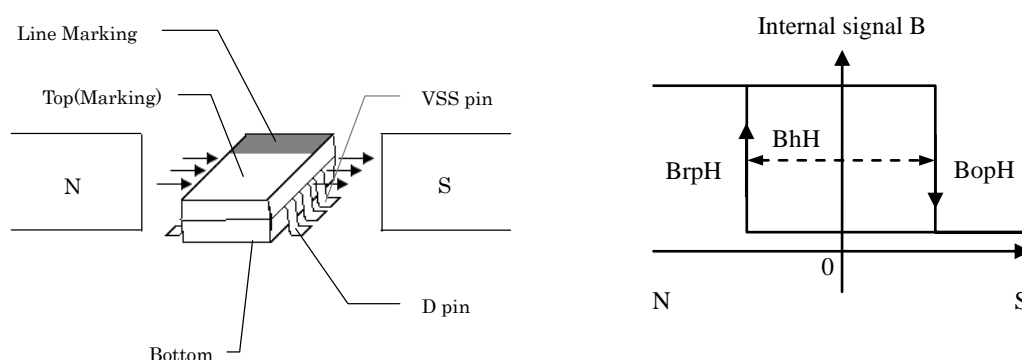 Line Marking
Top(Marking)
VSS pin
N
S
D pin
Bottom
Internal signal B
BhH
BrpH
BopH
0
N
S